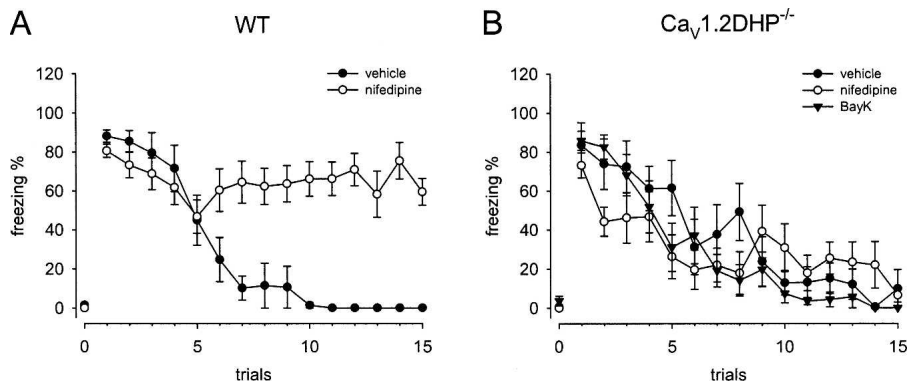 A
WT
vehicle
nifedipine
freezing %
120
100
80
60
40
20
0
0
5
10
15
trials
B
CaV1.2DHP-/-
vehicle
nifedipine
BayK
freezing %
120
100
80
60
40
20
0
0
5
10
15
trials